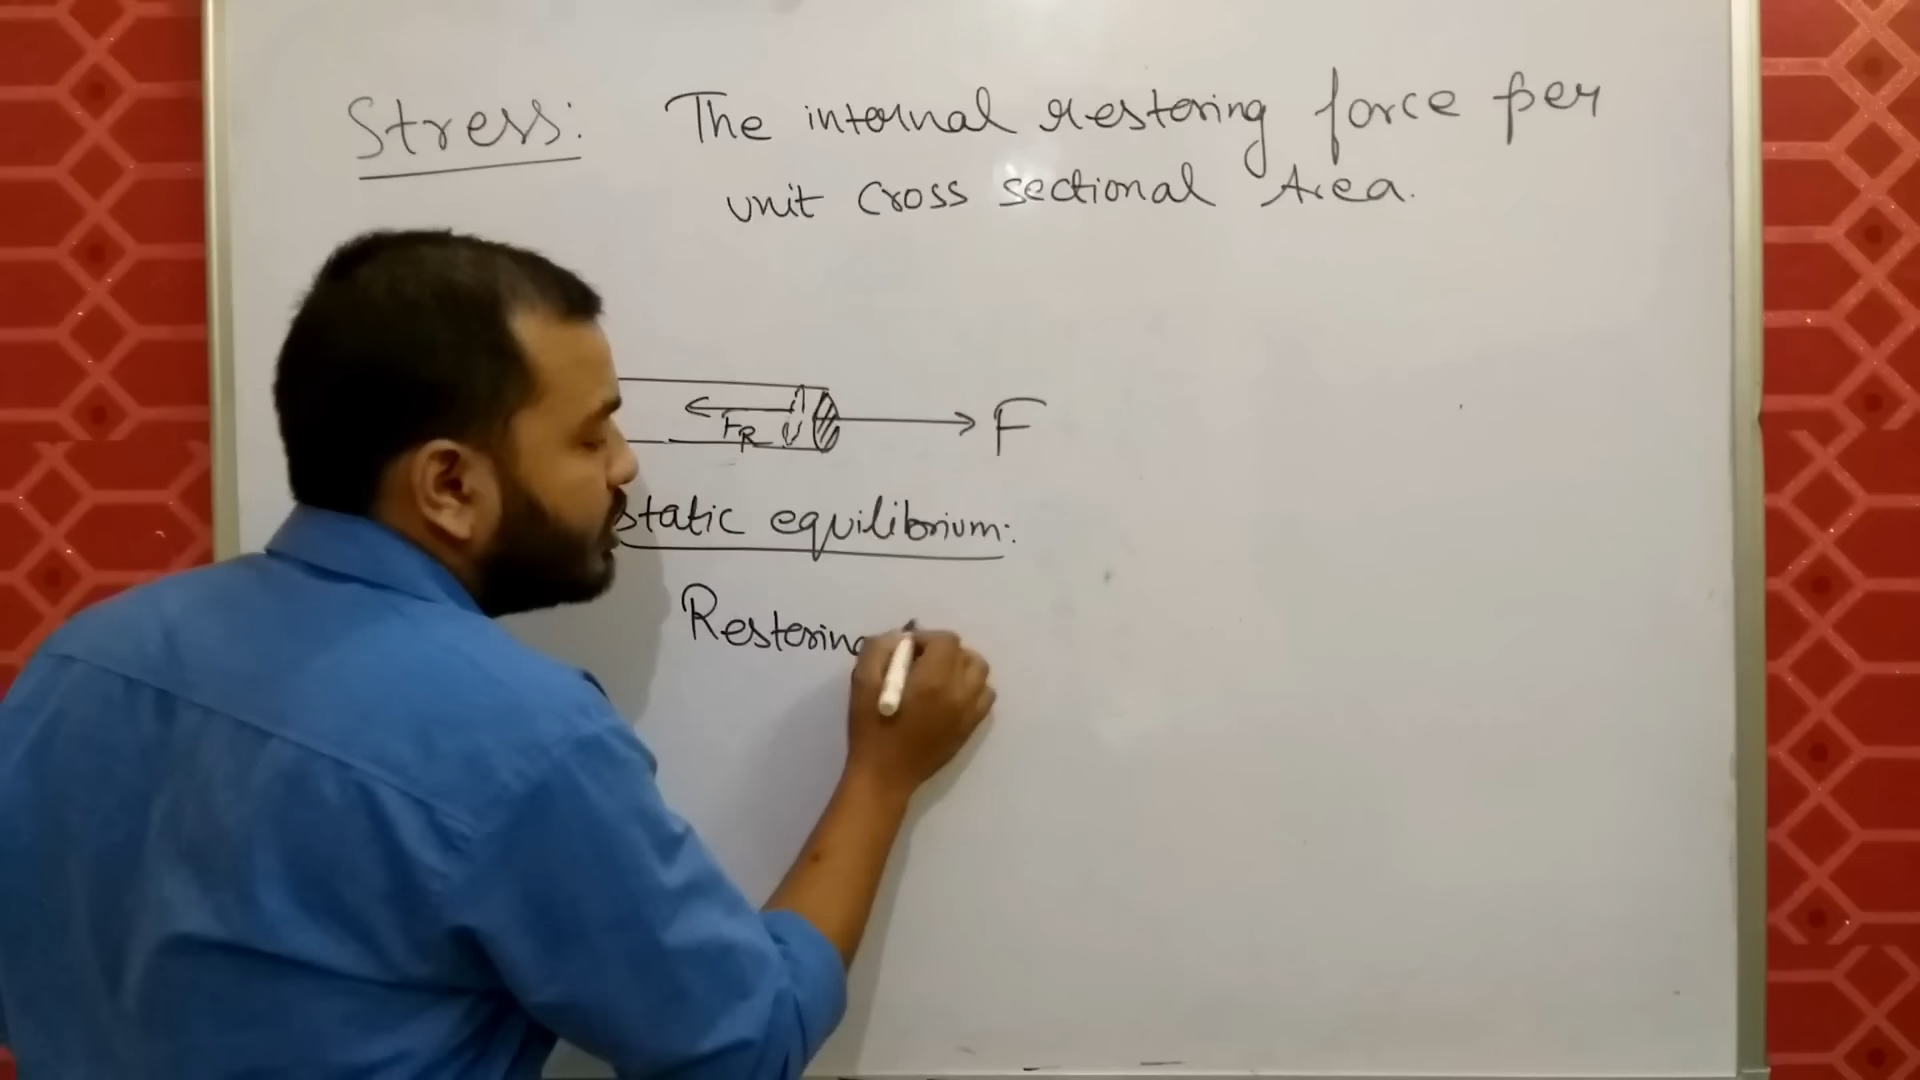 Stress: The internal restoring force per
unit cross sectional Area.
F
FR
static equilibrium:
Restoring